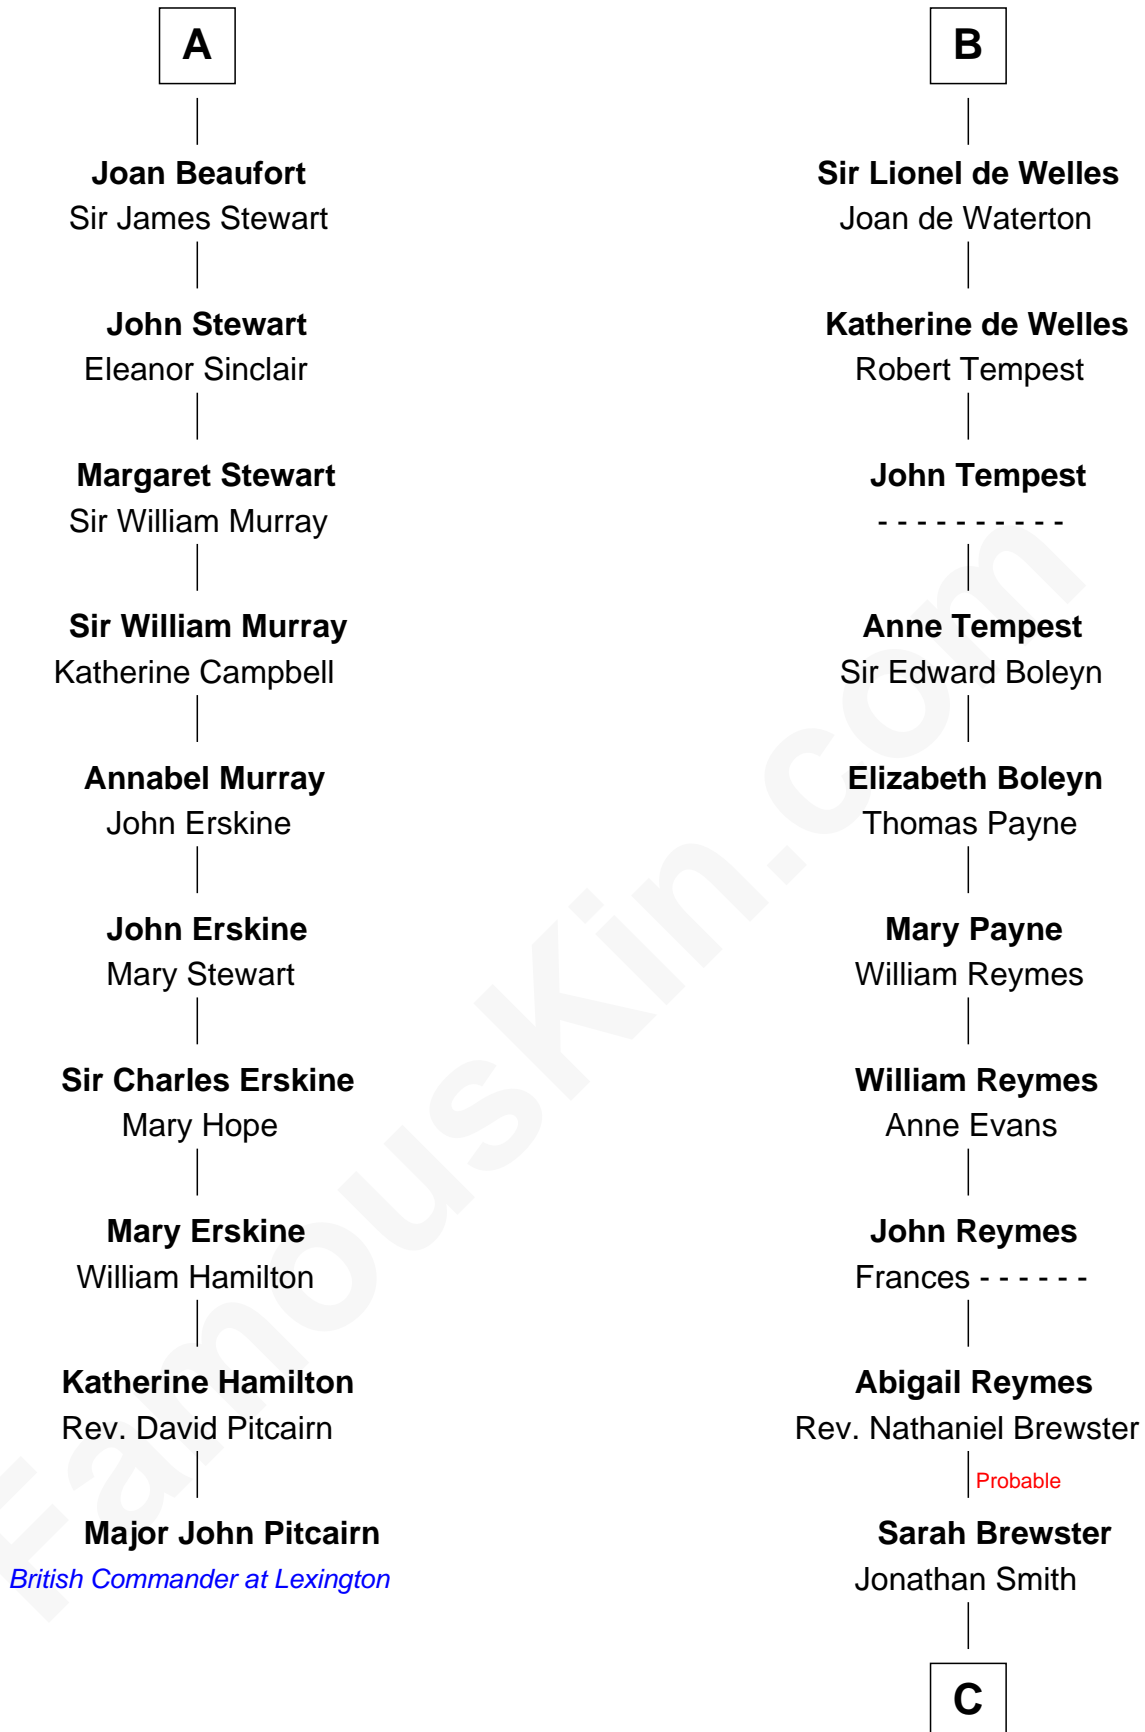 A
Joan Beaufort
Sir James Stewart
John Stewart
Eleanor Sinclair
Margaret Stewart
Sir William Murray
Sir William Murray
Katherine Campbell
Annabel Murray
John Erskine
John Erskine
Mary Stewart
Sir Charles Erskine
Mary Hope
Mary Erskine
William Hamilton
Katherine Hamilton
Rev. David Pitcairn
Major John Pitcairn
British Commander at Lexington
B
Sir Lionel de Welles
Joan de Waterton
Katherine de Welles
Robert Tempest
John Tempest
- - - - - - - - - -
Anne Tempest
Sir Edward Boleyn
Elizabeth Boleyn
Thomas Payne
Mary Payne
William Reymes
William Reymes
Anne Evans
John Reymes
Frances - - - - - -
Abigail Reymes
Rev. Nathaniel Brewster
Probable
Sarah Brewster
Jonathan Smith
C
FamousKin.com